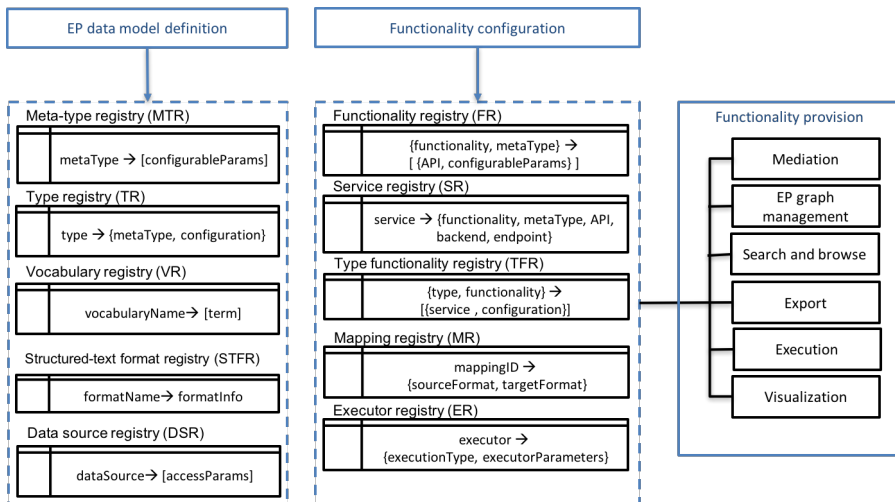 EP data model definition
Meta-type registry (MTR)
metaType → [configurableParams]
Type registry (TR)
type → {metaType, configuration}
Vocabulary registry (VR)
vocabularyName→ [term]
Structured-text format registry (STFR)
formatName→ formatInfo
Data source registry (DSR)
dataSource→ [accessParams]
Functionality configuration
Functionality registry (FR)
{functionality, metaType} →
[ {API, configurableParams} ]
Service registry (SR)
service → {functionality, metaType, API,
backend, endpoint}
Type functionality registry (TFR)
{type, functionality} →
[{service , configuration}]
Mapping registry (MR)
mappingID →
{sourceFormat, targetFormat}
Executor registry (ER)
executor →
{executionType, executorParameters}
Functionality provision
Mediation
EP graph
management
Search and browse
Export
Execution
Visualization